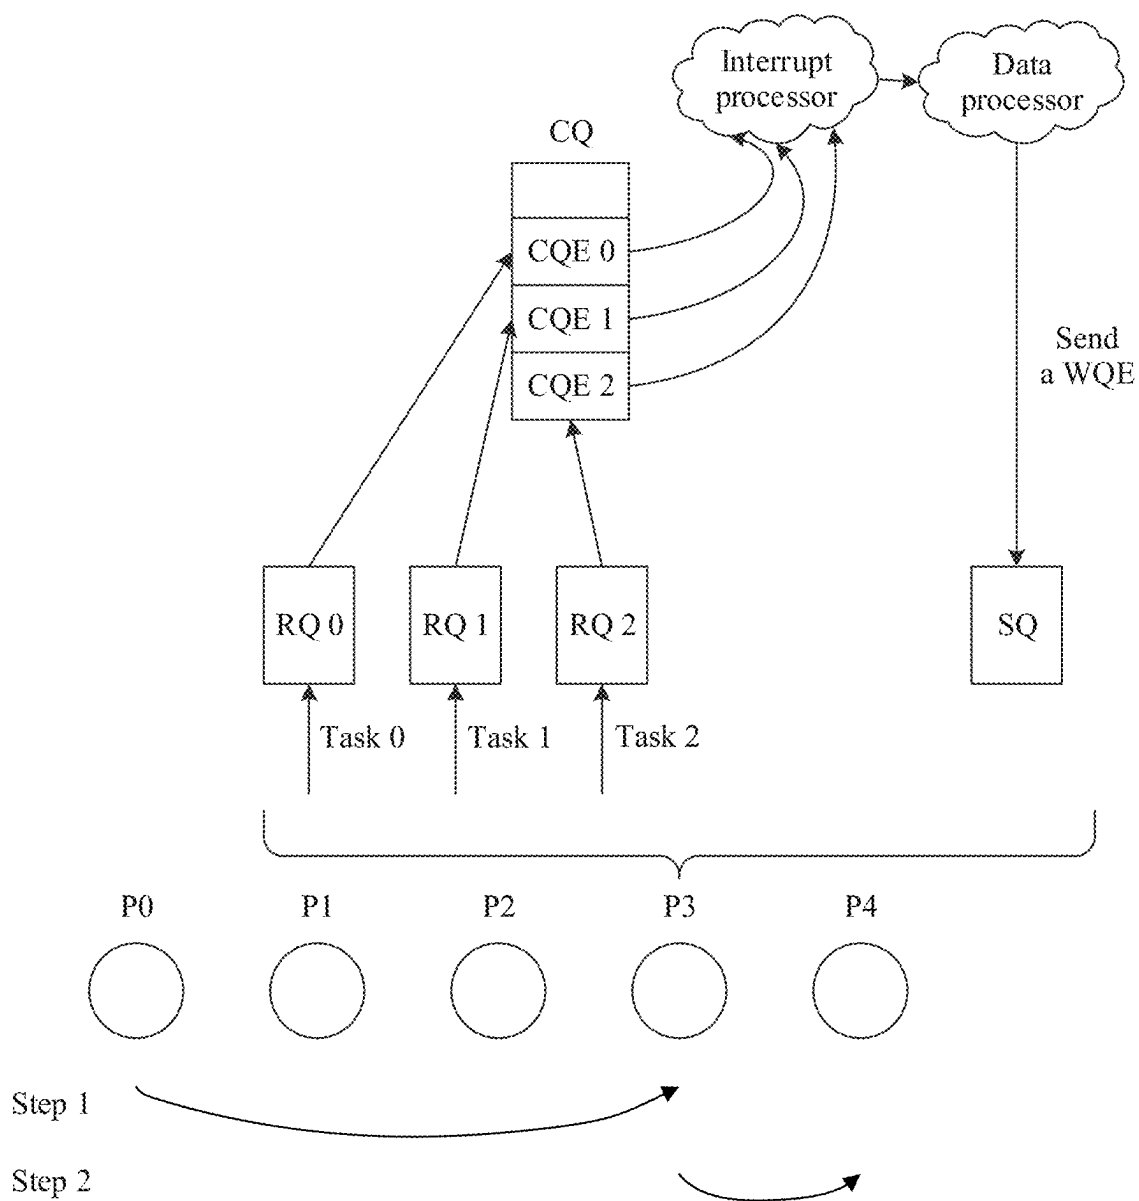 Interrupt
processor
Data
processor
CQ
CQE 0
CQE 1
CQE 2
Send
a WQE
RQ 0
RQ 1
RQ 2
SQ
Task 0
Task 1
Task 2
P0
P1
P2
P3
P4
Step 1
Step 2